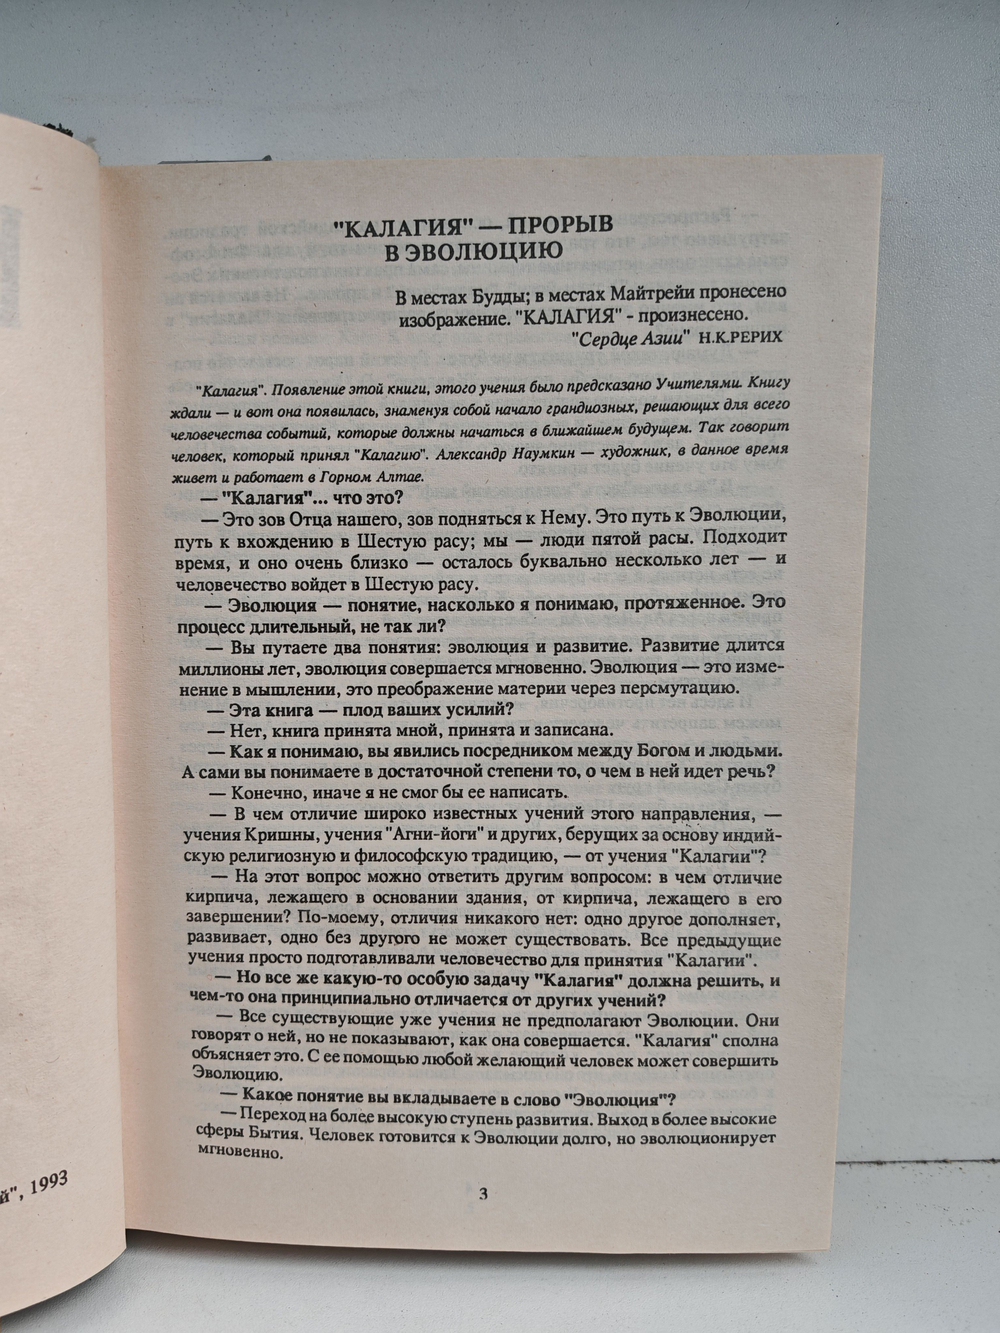 "КАЛАГИЯ" — ПРОРЫВ
В ЭВОЛЮЦИЮ
В местах Будды; в местах Майтрейи пронесено
изображение. "КАЛАГИЯ" - произнесено.
"Сердце Азии" Н.К.РЕРИХ
"Калагия". Появление этой книги, этого учения было предсказано Учителями. Книгу
ждали — и вот она появилась, знаменуя собой начало грандиозных, решающих для всего
человечества событий, которые должны начаться в ближайшем будущем. Так говорит
человек, который принял "Калагию". Александр Наумкин — художник, в данное время
живет и работает в Горном Алтае.
— "Калагия"... что это?
— Это зов Отца нашего, зов подняться к Нему. Это путь к Эволюции,
путь к вхождению в Шестую расу; мы — люди пятой расы. Подходит
время, и оно очень близко — осталось буквально несколько лет — и
человечество войдет в Шестую расу.
— Эволюция — понятие, насколько я понимаю, протяженное. Это
процесс длительный, не так ли?
— Вы путаете два понятия: эволюция и развитие. Развитие длится
миллионы лет, эволюция совершается мгновенно. Эволюция — это изме-
нение в мышлении, это преображение материи через персмутацию.
— Эта книга — плод ваших усилий?
— Нет, книга принята мной, принята и записана.
— Как я понимаю, вы явились посредником между Богом и людьми.
А сами вы понимаете в достаточной степени то, о чем в ней идет речь?
— Конечно, иначе я не смог бы ее написать.
— В чем отличие широко известных учений этого направления, —
учения Кришны, учения "Агни-йоги" и других, берущих за основу индий-
скую религиозную и философскую традицию, — от учения "Калагии"?
— На этот вопрос можно ответить другим вопросом: в чем отличие
кирпича, лежащего в основании здания, от кирпича, лежащего в его
завершении? По-моему, отличия никакого нет: одно другое дополняет,
развивает, одно без другого не может существовать. Все предыдущие
учения просто подготавливали человечество для принятия "Калагии".
— Но все же какую-то особую задачу "Калагия" должна решить, и
чем-то она принципиально отличается от других учений?
— Все существующие уже учения не предполагают Эволюции. Они
говорят о ней, но не показывают, как она совершается. "Калагия" сполна
объясняет это. С ее помощью любой желающий человек может совершить
Эволюцию.
— Какое понятие вы вкладываете в слово "Эволюция"?
— Переход на более высокую ступень развития. Выход в более высокие
сферы Бытия. Человек готовится к Эволюции долго, но эволюционирует
мгновенно.
3
й", 1993